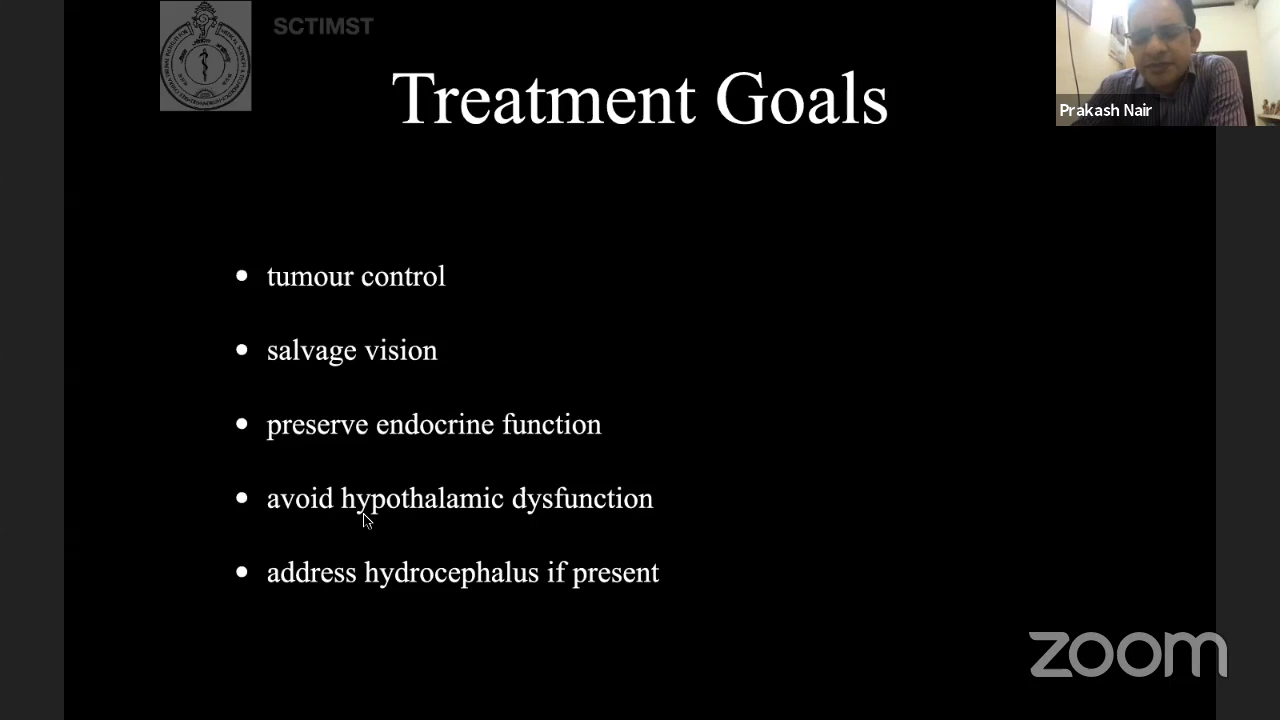 SCTIMST
Treatment Goals
Prakash Nair
• tumour control
• salvage vision
• preserve endocrine function
• avoid hypothalamic dysfunction
• address hydrocephalus if present
zoom